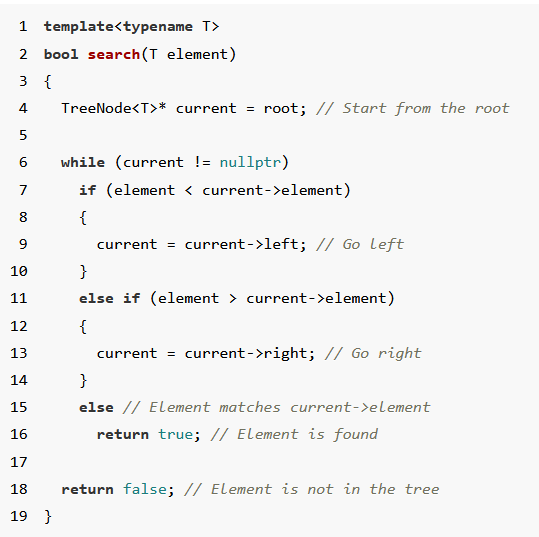 1 template<typename T>
2 bool search(T element)
3 {
4   TreeNode<T>* current = root; // Start from the root
5
6   while (current != nullptr)
7     if (element < current->element)
8     {
9       current = current->left; // Go left
10     }
11     else if (element > current->element)
12     {
13       current = current->right; // Go right
14     }
15     else // Element matches current->element
16       return true; // Element is found
17
18   return false; // Element is not in the tree
19 }